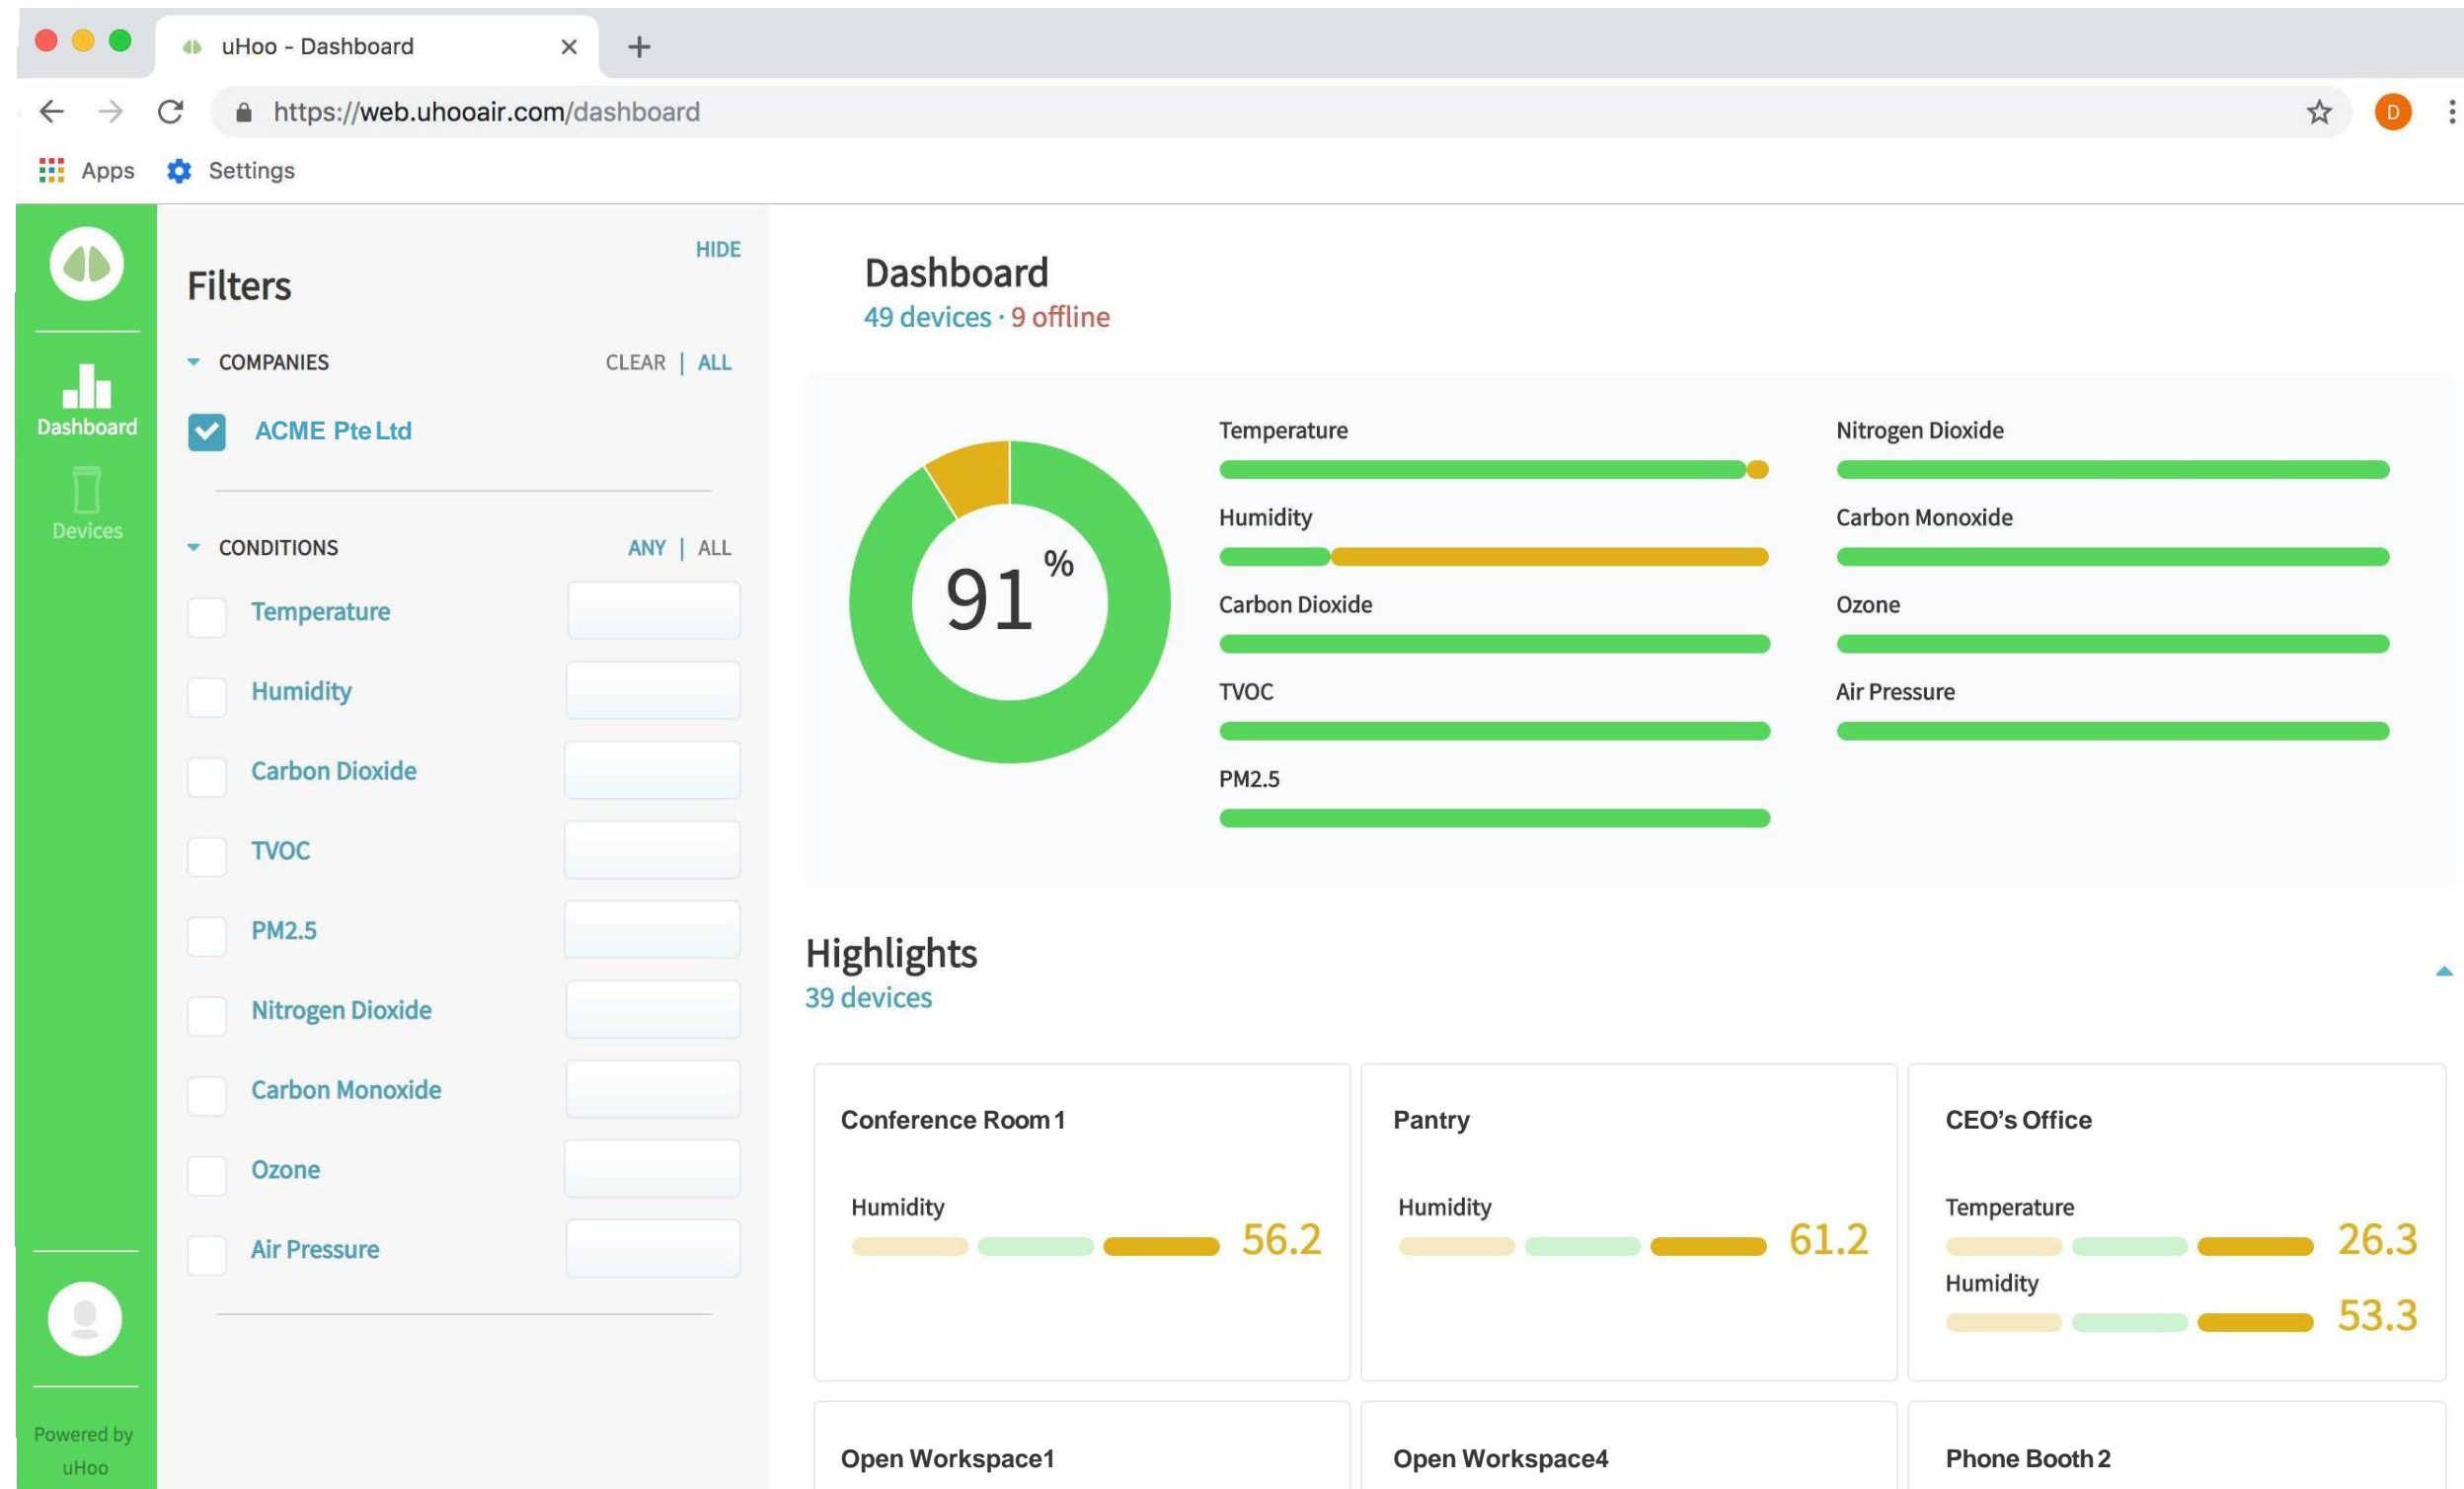 uHoo - Dashboard
https://web.uhooair.com/dashboard
D
Apps
Settings
Dashboard
Devices
Powered by
uHoo
HIDE
Filters
COMPANIES CLEAR | ALL
ACME Pte Ltd
CONDITIONS ANY | ALL
Temperature
Humidity
Carbon Dioxide
TVOC
PM2.5
Nitrogen Dioxide
Carbon Monoxide
Ozone
Air Pressure
Dashboard
49 devices · 9 offline
91%
Temperature
Humidity
Carbon Dioxide
TVOC
PM2.5
Nitrogen Dioxide
Carbon Monoxide
Ozone
Air Pressure
Highlights
39 devices
Conference Room 1
Humidity
56.2
Pantry
Humidity
61.2
CEO’s Office
Temperature
26.3
Humidity
53.3
Open Workspace1
Open Workspace4
Phone Booth 2